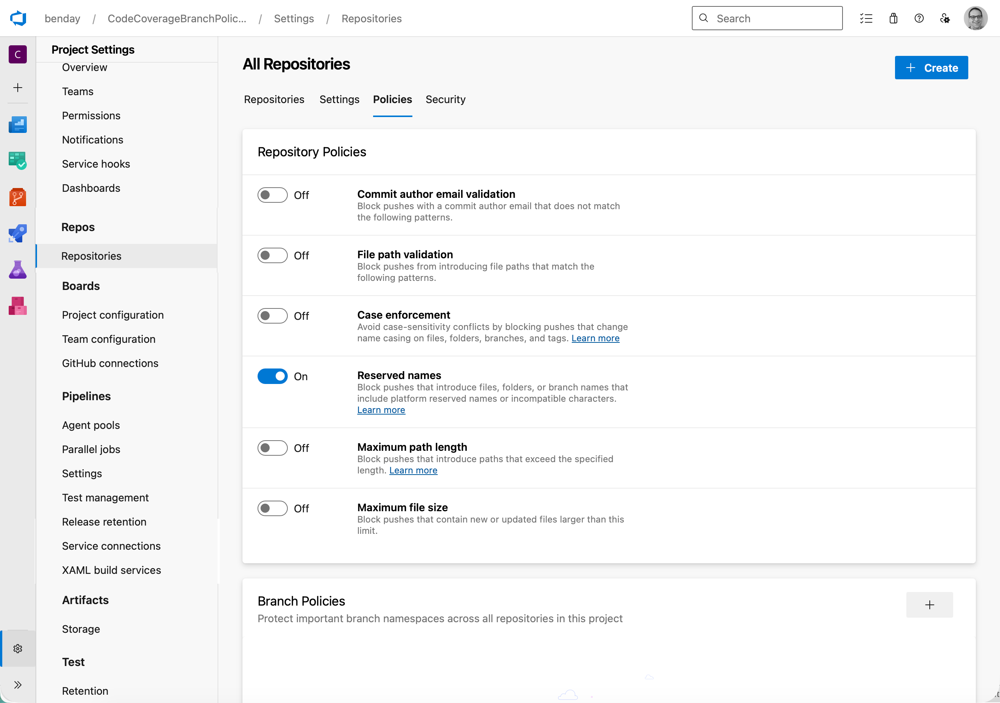 benday / CodeCoverageBranchPolic... / Settings / Repositories
Search
C
Project Settings
Overview
Teams
Permissions
Notifications
Service hooks
Dashboards
Repos
Repositories
Boards
Project configuration
Team configuration
GitHub connections
Pipelines
Agent pools
Parallel jobs
Settings
Test management
Release retention
Service connections
XAML build services
Artifacts
Storage
Test
Retention
All Repositories
Create
Repositories Settings Policies Security
Repository Policies
Off
Commit author email validation
Block pushes with a commit author email that does not match
the following patterns.
Off
File path validation
Block pushes from introducing file paths that match the
following patterns.
Off
Case enforcement
Avoid case-sensitivity conflicts by blocking pushes that change
name casing on files, folders, branches, and tags. Learn more
On
Reserved names
Block pushes that introduce files, folders, or branch names that
include platform reserved names or incompatible characters.
Learn more
Off
Maximum path length
Block pushes that introduce paths that exceed the specified
length. Learn more
Off
Maximum file size
Block pushes that contain new or updated files larger than this
limit.
Branch Policies
Protect important branch namespaces across all repositories in this project